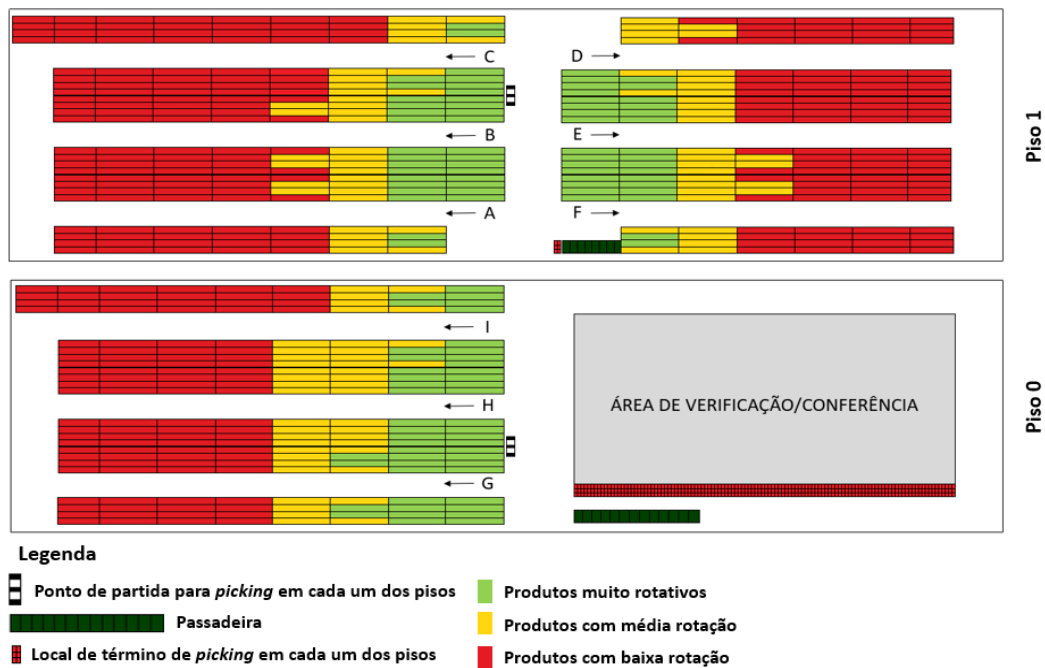 C
D
B
E
A
F
Piso 1
I
H
G
ÁREA DE VERIFICAÇÃO/CONFERÊNCIA
Piso 0
Legenda
Ponto de partida para picking em cada um dos pisos
Passadeira
Local de término de picking em cada um dos pisos
Produtos muito rotativos
Produtos com média rotação
Produtos com baixa rotação